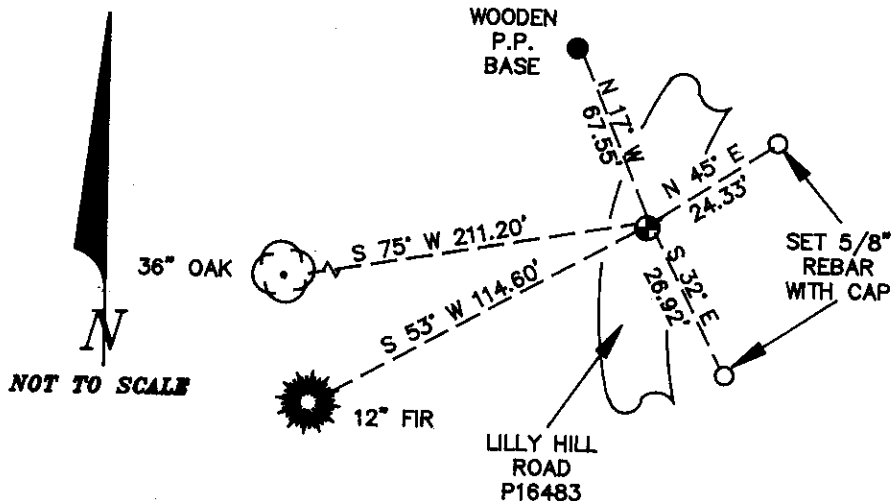 WOODEN
P.P.
BASE
N 17° W
67.55'
N 45° E
24.33'
S 75° W 211.20'
36" OAK
SET 5/8"
REBAR
WITH CAP
S 32° E
26.92'
S 53° W 114.60'
N
NOT TO SCALE
12" FIR
LILLY HILL
ROAD
P16483